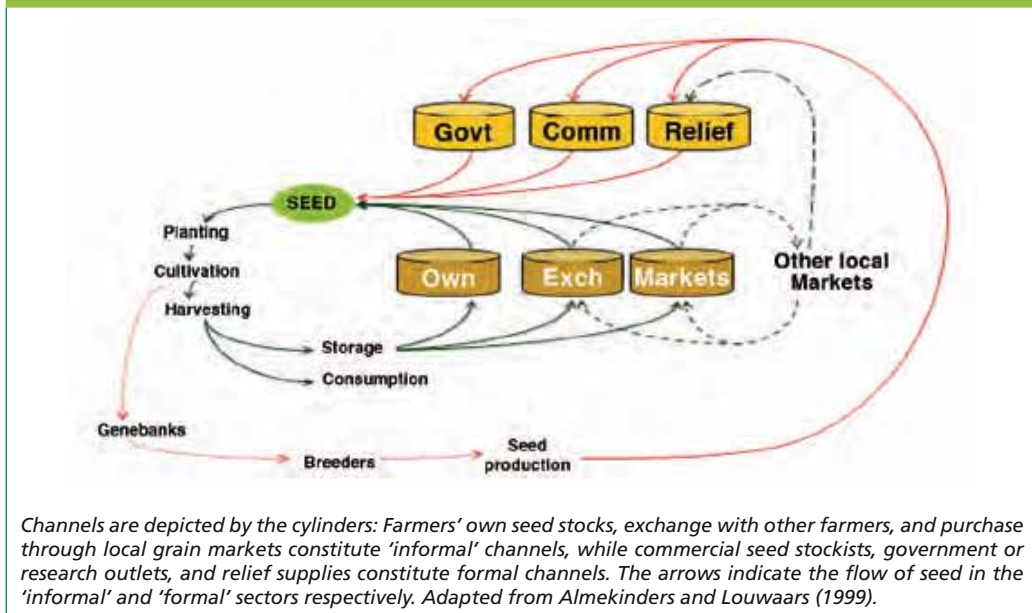 Govt Comm Relief
SEED
Planting
Cultivation
Harvesting
Own Exch Markets
Other local
Markets
Storage
Consumption
Genebanks
Breeders
Seed
production
Channels are depicted by the cylinders: Farmers' own seed stocks, exchange with other farmers, and purchase
through local grain markets constitute 'informal' channels, while commercial seed stockists, government or
research outlets, and relief supplies constitute formal channels. The arrows indicate the flow of seed in the
'informal' and 'formal' sectors respectively. Adapted from Almekinders and Louwaars (1999).